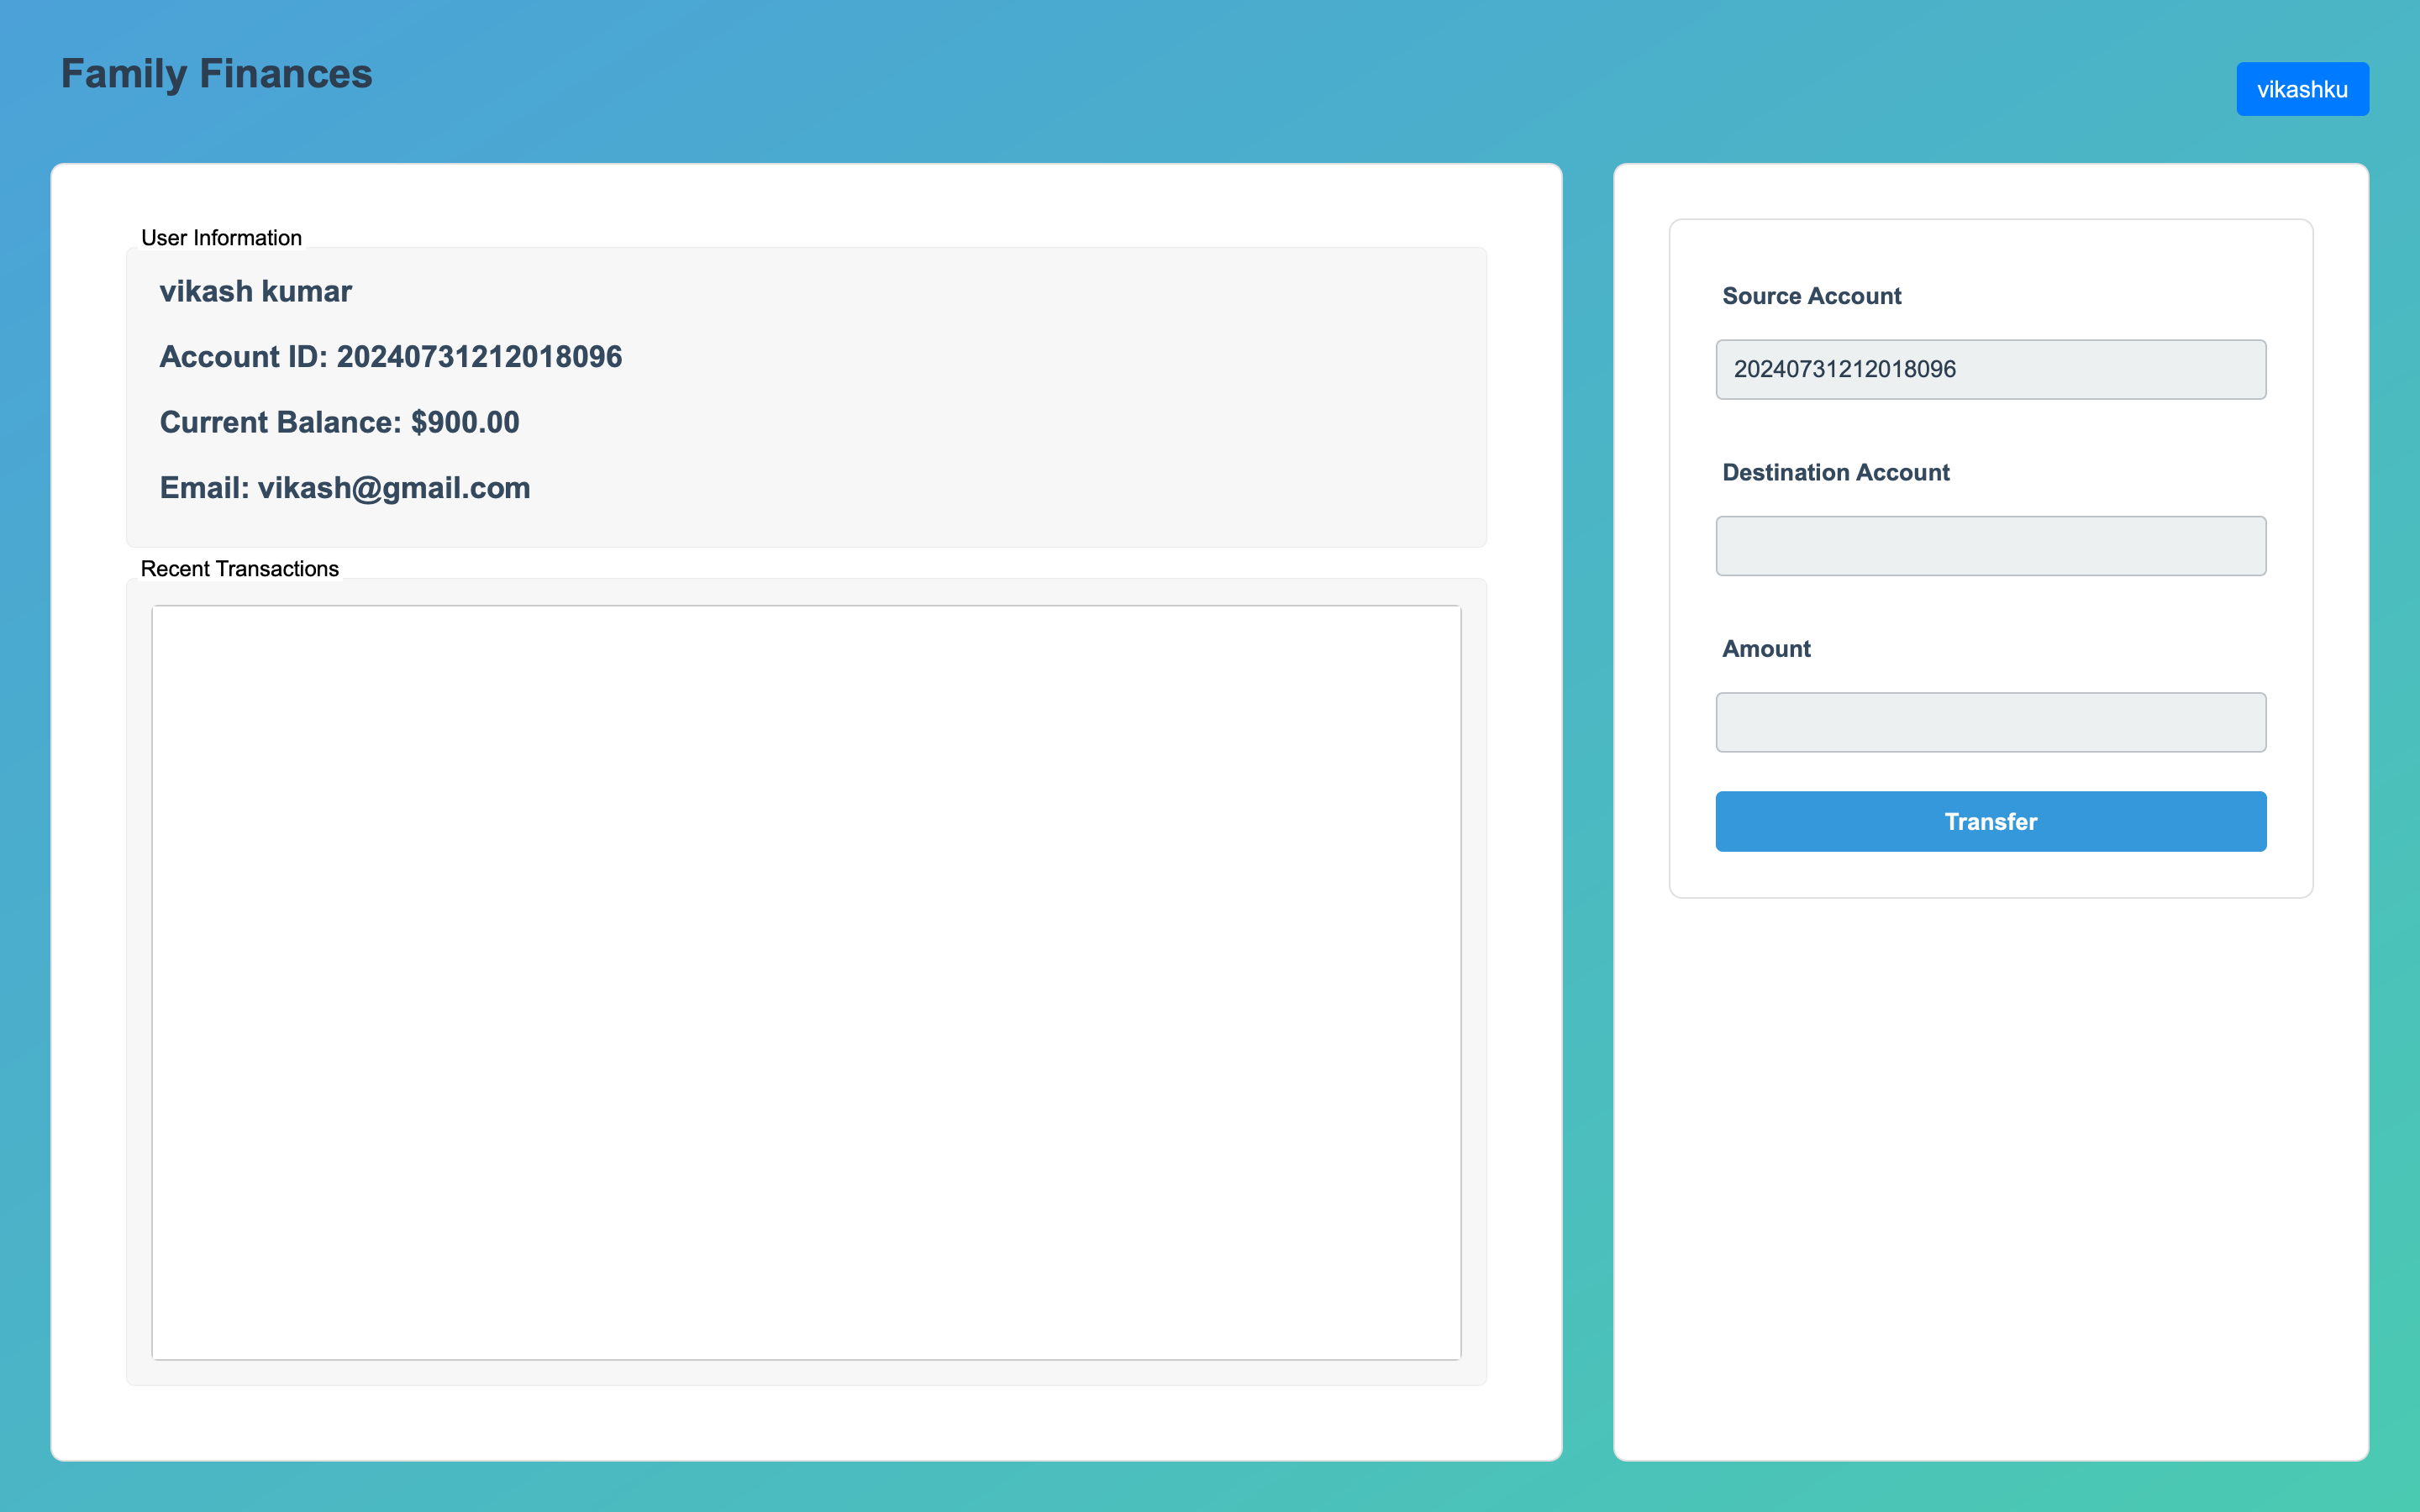 Family Finances
vikashku
User Information
vikash kumar
Account ID: 20240731212018096
Current Balance: $900.00
Email: vikash@gmail.com
Recent Transactions
Source Account
20240731212018096
Destination Account
Amount
Transfer